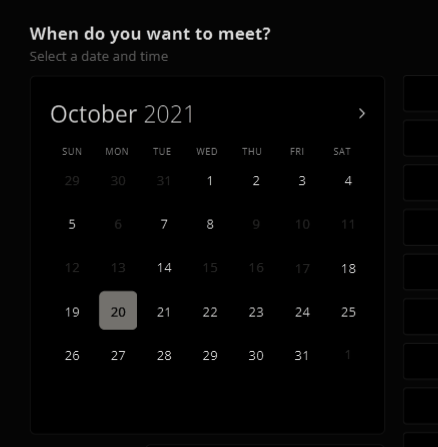 When do you want to meet?
Select a date and time
October 2021
SUN MON TUE WED THU FRI SAT
29 30 31 1 2 3 4
5 6 7 8 9 10 11
12 13 14 15 16 17 18
19 20 21 22 23 24 25
26 27 28 29 30 31 1